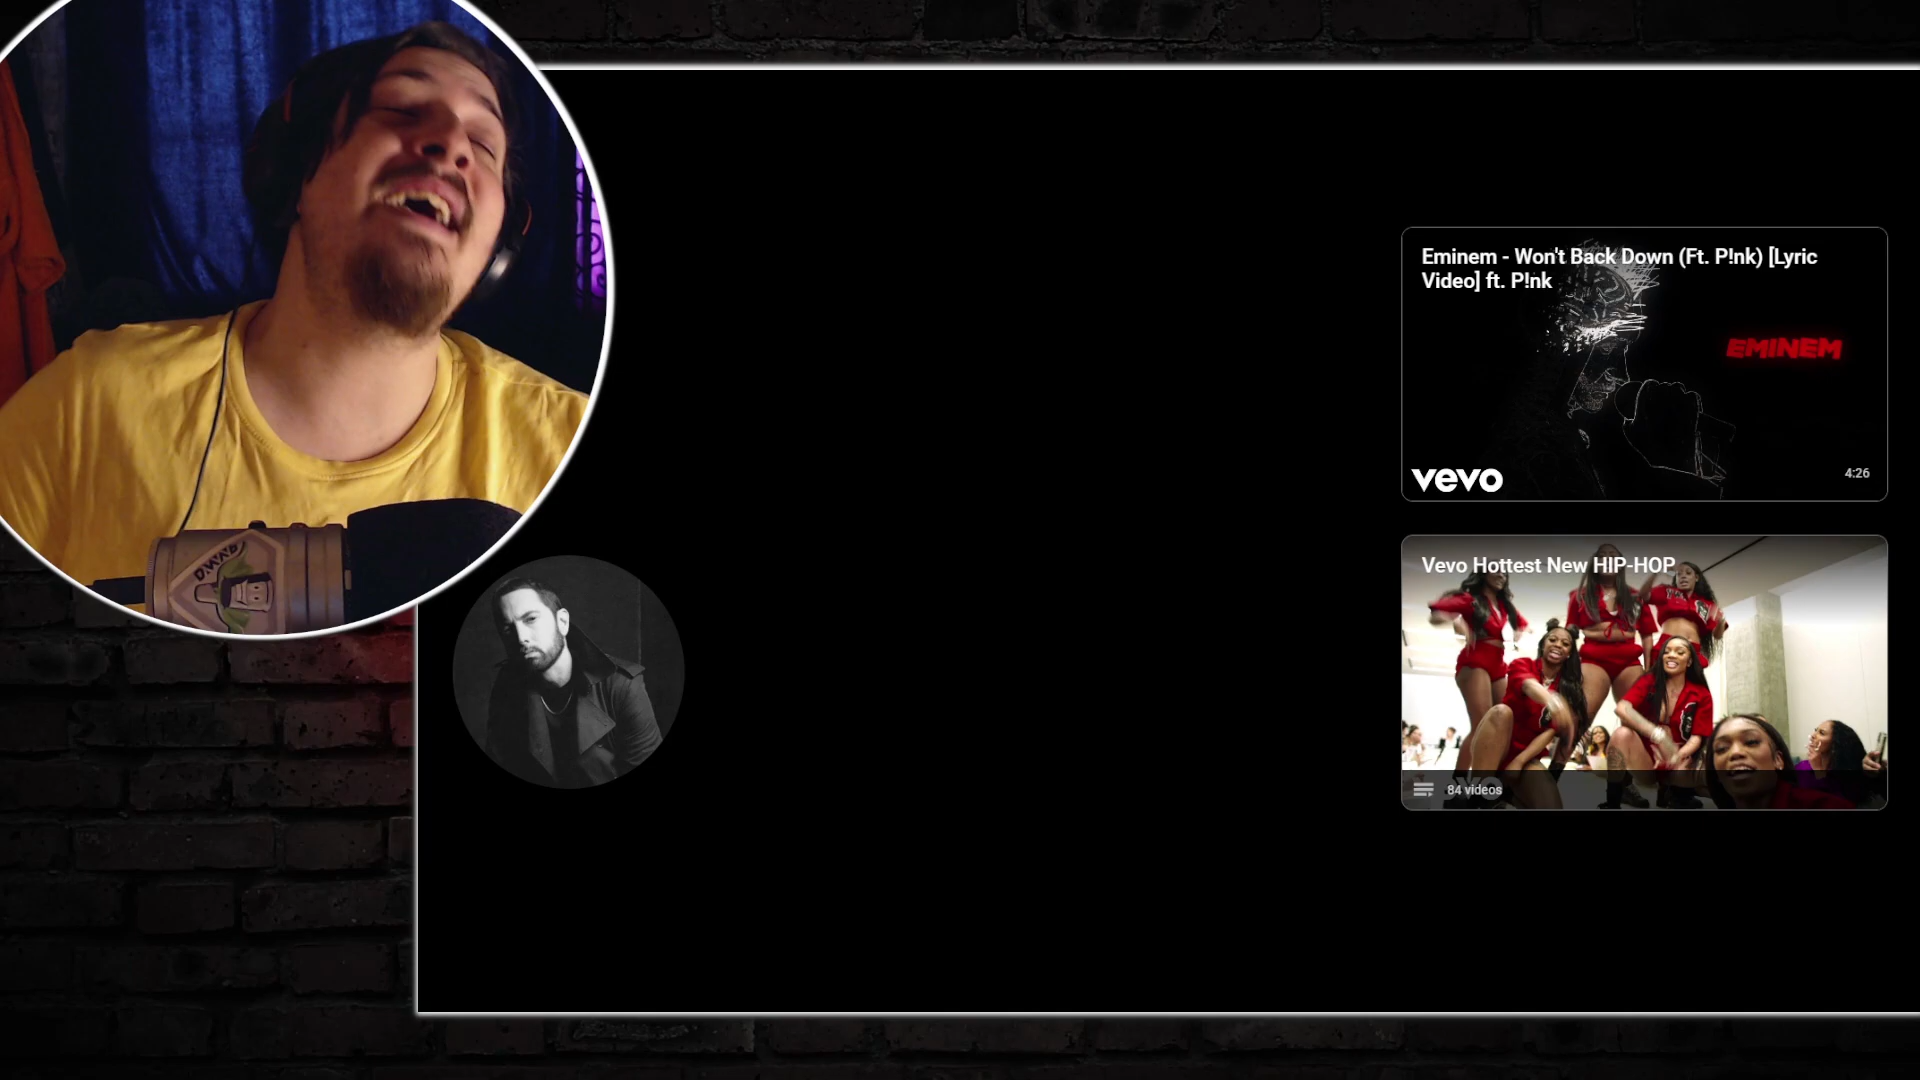 Eminem - Won't Back Down (Ft. P!nk) [Lyric
Video] ft. P!nk
EMINEM
vevo
4:26
Vevo Hottest New HIP-HOP
84 videos